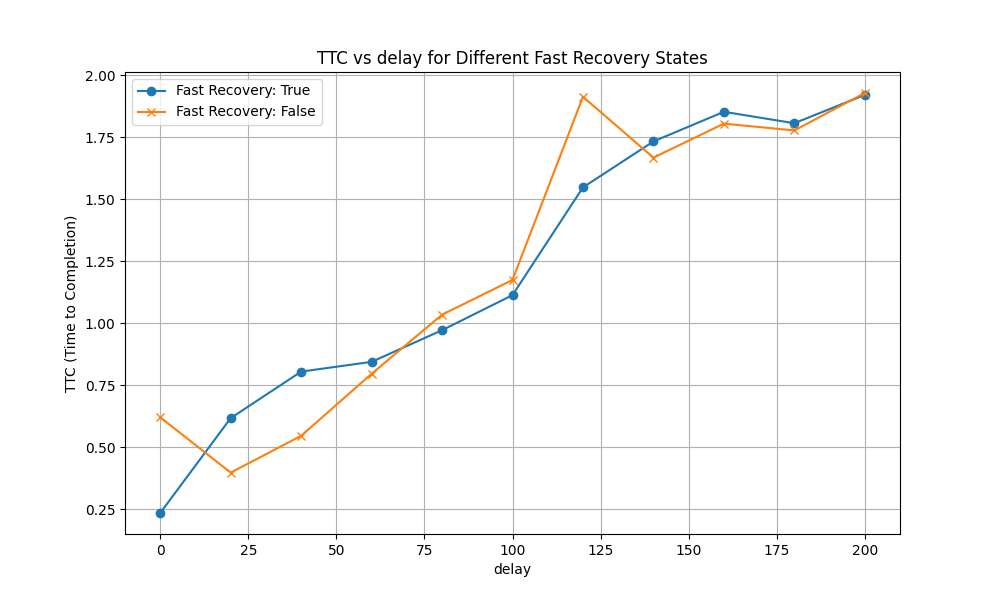 TTC vs delay for Different Fast Recovery States
Fast Recovery: True
Fast Recovery: False
2.00
1.75
1.50
1.25
1.00
0.75
0.50
0.25
TTC (Time to Completion)
0 25 50 75 100 125 150 175 200
delay